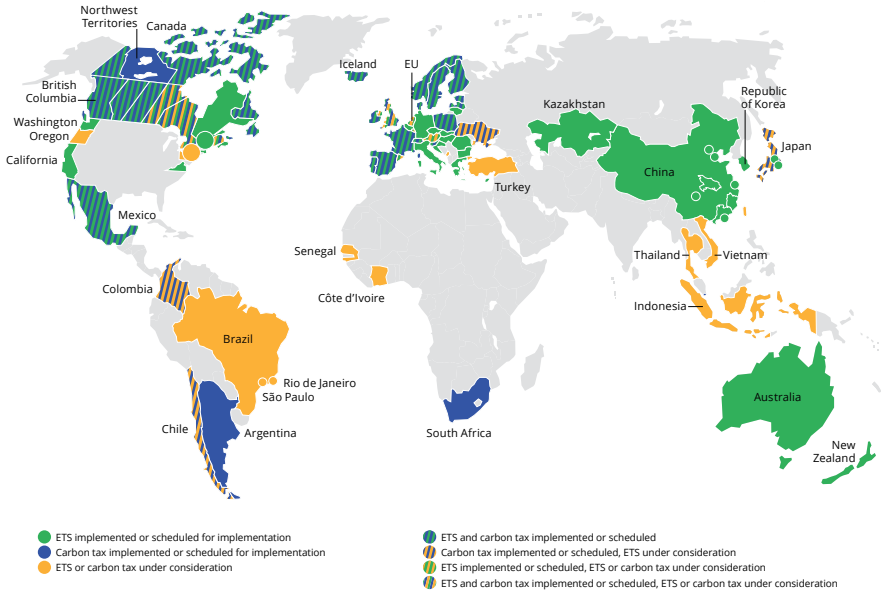 Northwest
Territories
Canada
Iceland
EU
British
Columbia
Washington
Oregon
California
Mexico
Kazakhstan
Republic
of Korea
Japan
China
Turkey
Senegal
Côte d'Ivoire
Thailand
Vietnam
Indonesia
Colombia
Brazil
Rio de Janeiro
São Paulo
Chile
Argentina
South Africa
Australia
New
Zealand
ETS implemented or scheduled for implementation
Carbon tax implemented or scheduled for implementation
ETS or carbon tax under consideration
ETS and carbon tax implemented or scheduled
Carbon tax implemented or scheduled, ETS under consideration
ETS implemented or scheduled, ETS or carbon tax under consideration
ETS and carbon tax implemented or scheduled, ETS or carbon tax under consideration